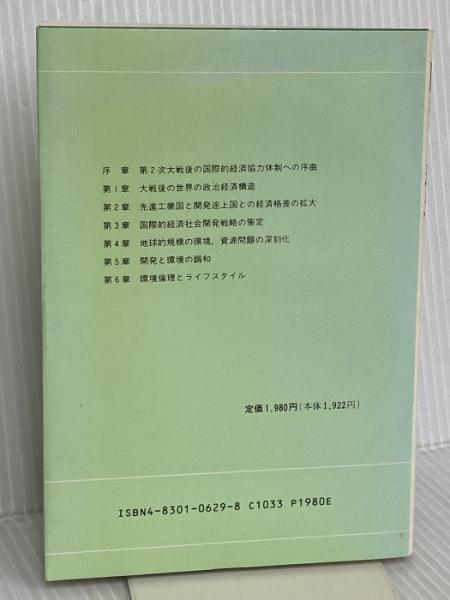 序 章 第2次大戦後の国際的経済協力体制への序曲
第1章 大戦後の世界の政治経済構造
第2章 先進工業国と開発途上国との経済格差の拡大
第3章 国際的経済社会開発戦略の策定
第4章 地球的規模の環境,資源問題の深刻化
第5章 開発と環境の調和
第6章 環境倫理とライフスタイル
定価1,980円(本体1,922円)
ISBN4-8301-0629-8 C1033 P1980E